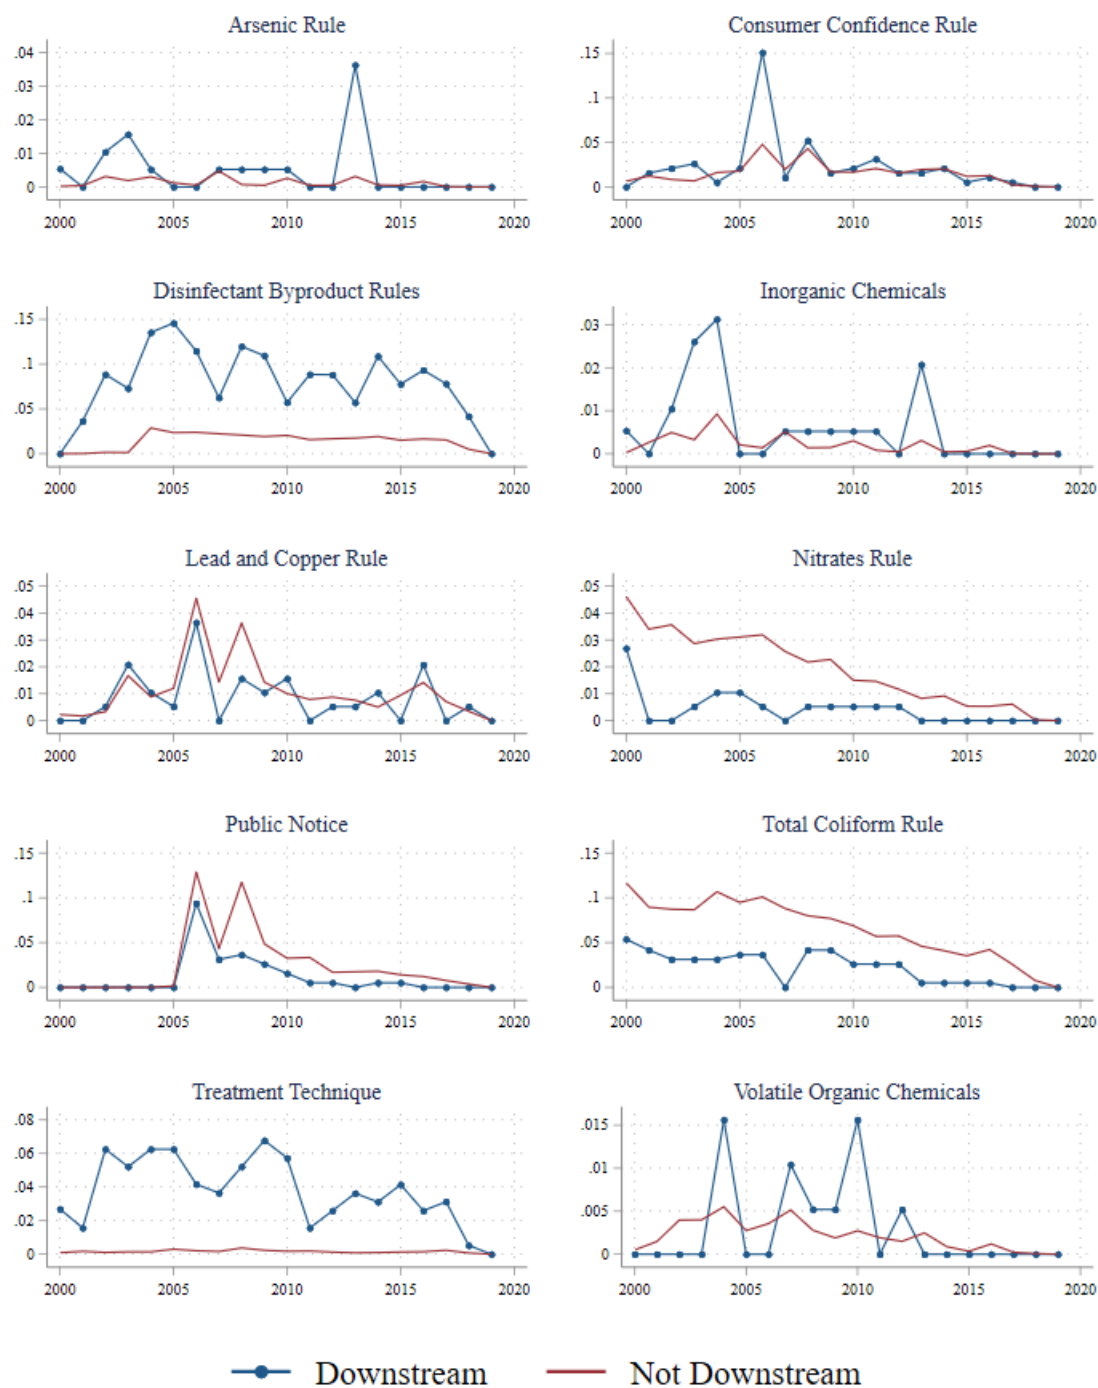 Arsenic Rule
.04
.03
.02
.01
0
2000 2005 2010 2015 2020
Consumer Confidence Rule
.15
.1
.05
0
2000 2005 2010 2015 2020
Disinfectant Byproduct Rules
.15
.1
.05
0
2000 2005 2010 2015 2020
Inorganic Chemicals
.03
.02
.01
0
2000 2005 2010 2015 2020
Lead and Copper Rule
.05
.04
.03
.02
.01
0
2000 2005 2010 2015 2020
Nitrates Rule
.05
.04
.03
.02
.01
0
2000 2005 2010 2015 2020
Public Notice
.15
.1
.05
0
2000 2005 2010 2015 2020
Total Coliform Rule
.15
.1
.05
0
2000 2005 2010 2015 2020
Treatment Technique
.08
.06
.04
.02
0
2000 2005 2010 2015 2020
Volatile Organic Chemicals
.015
.01
.005
0
2000 2005 2010 2015 2020
Downstream Not Downstream